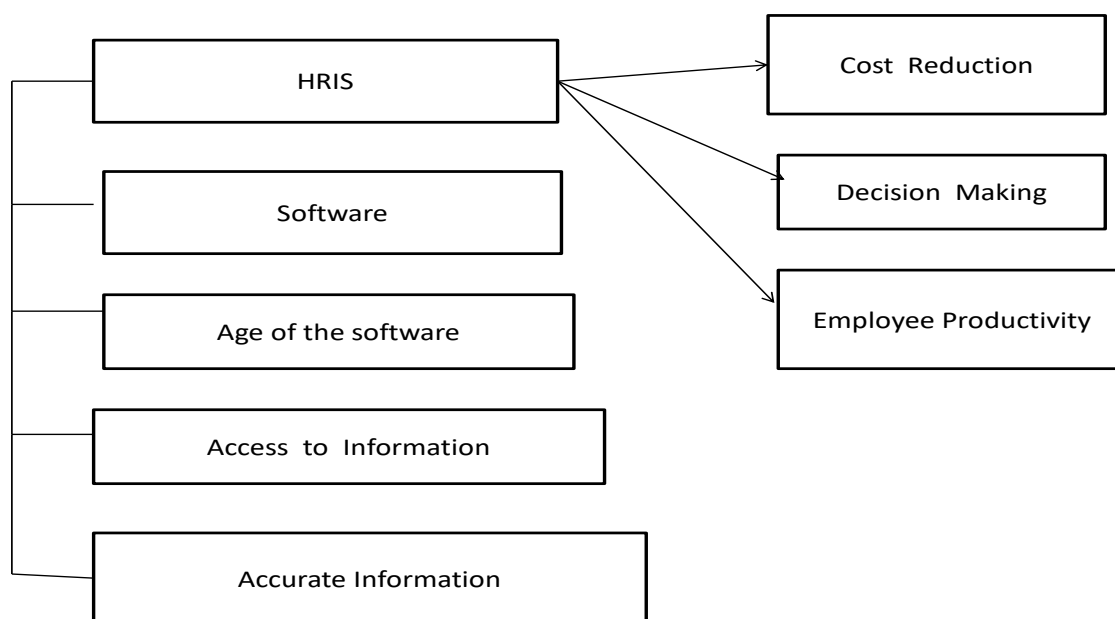 HRIS
Software
Age of the software
Access to Information
Accurate Information
Cost Reduction
Decision Making
Employee Productivity